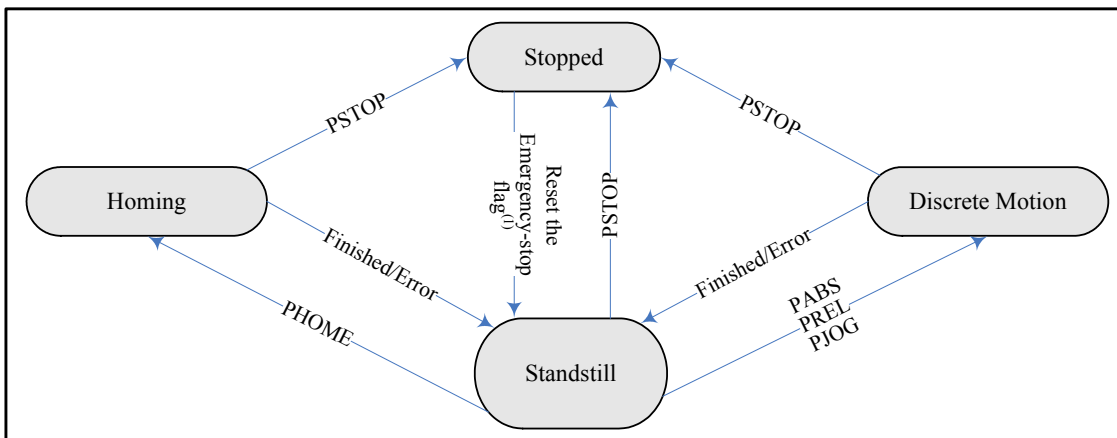 Stopped
PSTOP
PSTOP
Reset the
Emergency-stop
flag(i)
PSTOP
Homing
Discrete Motion
Finished/Error
Finished/Error
PHOME
PABS
PREL
PJOG
Standstill